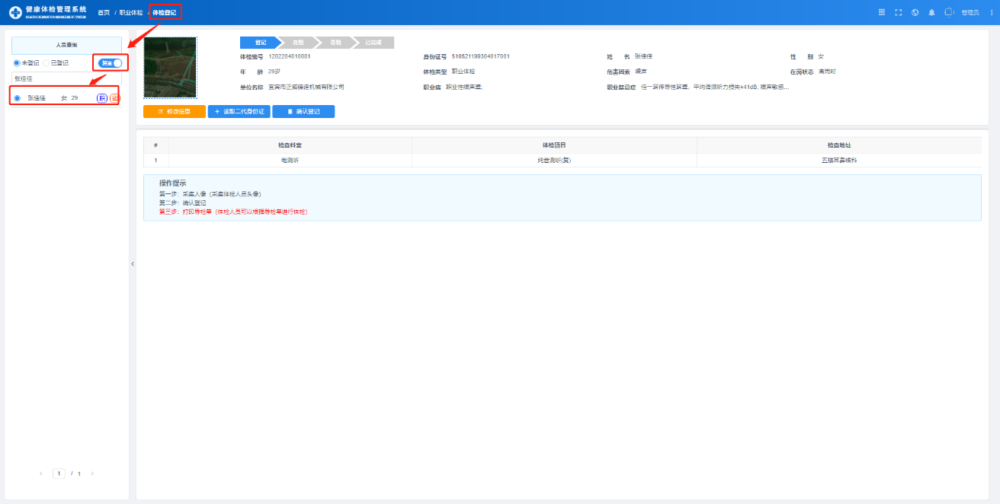 健康体检管理系统
HEALTH EXAMINATION MANAGEMENT SYSTEM
首页 / 职业体检 / 体检登记
管理员
人员查询
未登记 已登记 复查
张佳佳
张佳佳 女 29 职 团
1 / 1
登记 在检 总检 已完成
体检编号 1202204010001
身份证号 510521199304017001
姓 名 张佳佳
性 别 女
年 龄 29岁
体检类型 职业体检
危害因素 噪声
在岗状态 离岗时
单位名称 宜宾市正威铸造机械有限公司
职业病 职业性噪声聋;
职业禁忌症 任一耳传导性耳聋，平均语频听力损失≥41dB, 噪声敏感...
修改信息 + 读取二代身份证 确认登记
# 检查科室 体检项目 检查地址
1 电测听 纯音测听(复) 五楼耳鼻喉科
操作提示
第一步：采集人像（采集体检人员头像）
第二步：确认登记
第三步：打印导检单（体检人员可以根据导检单进行体检）